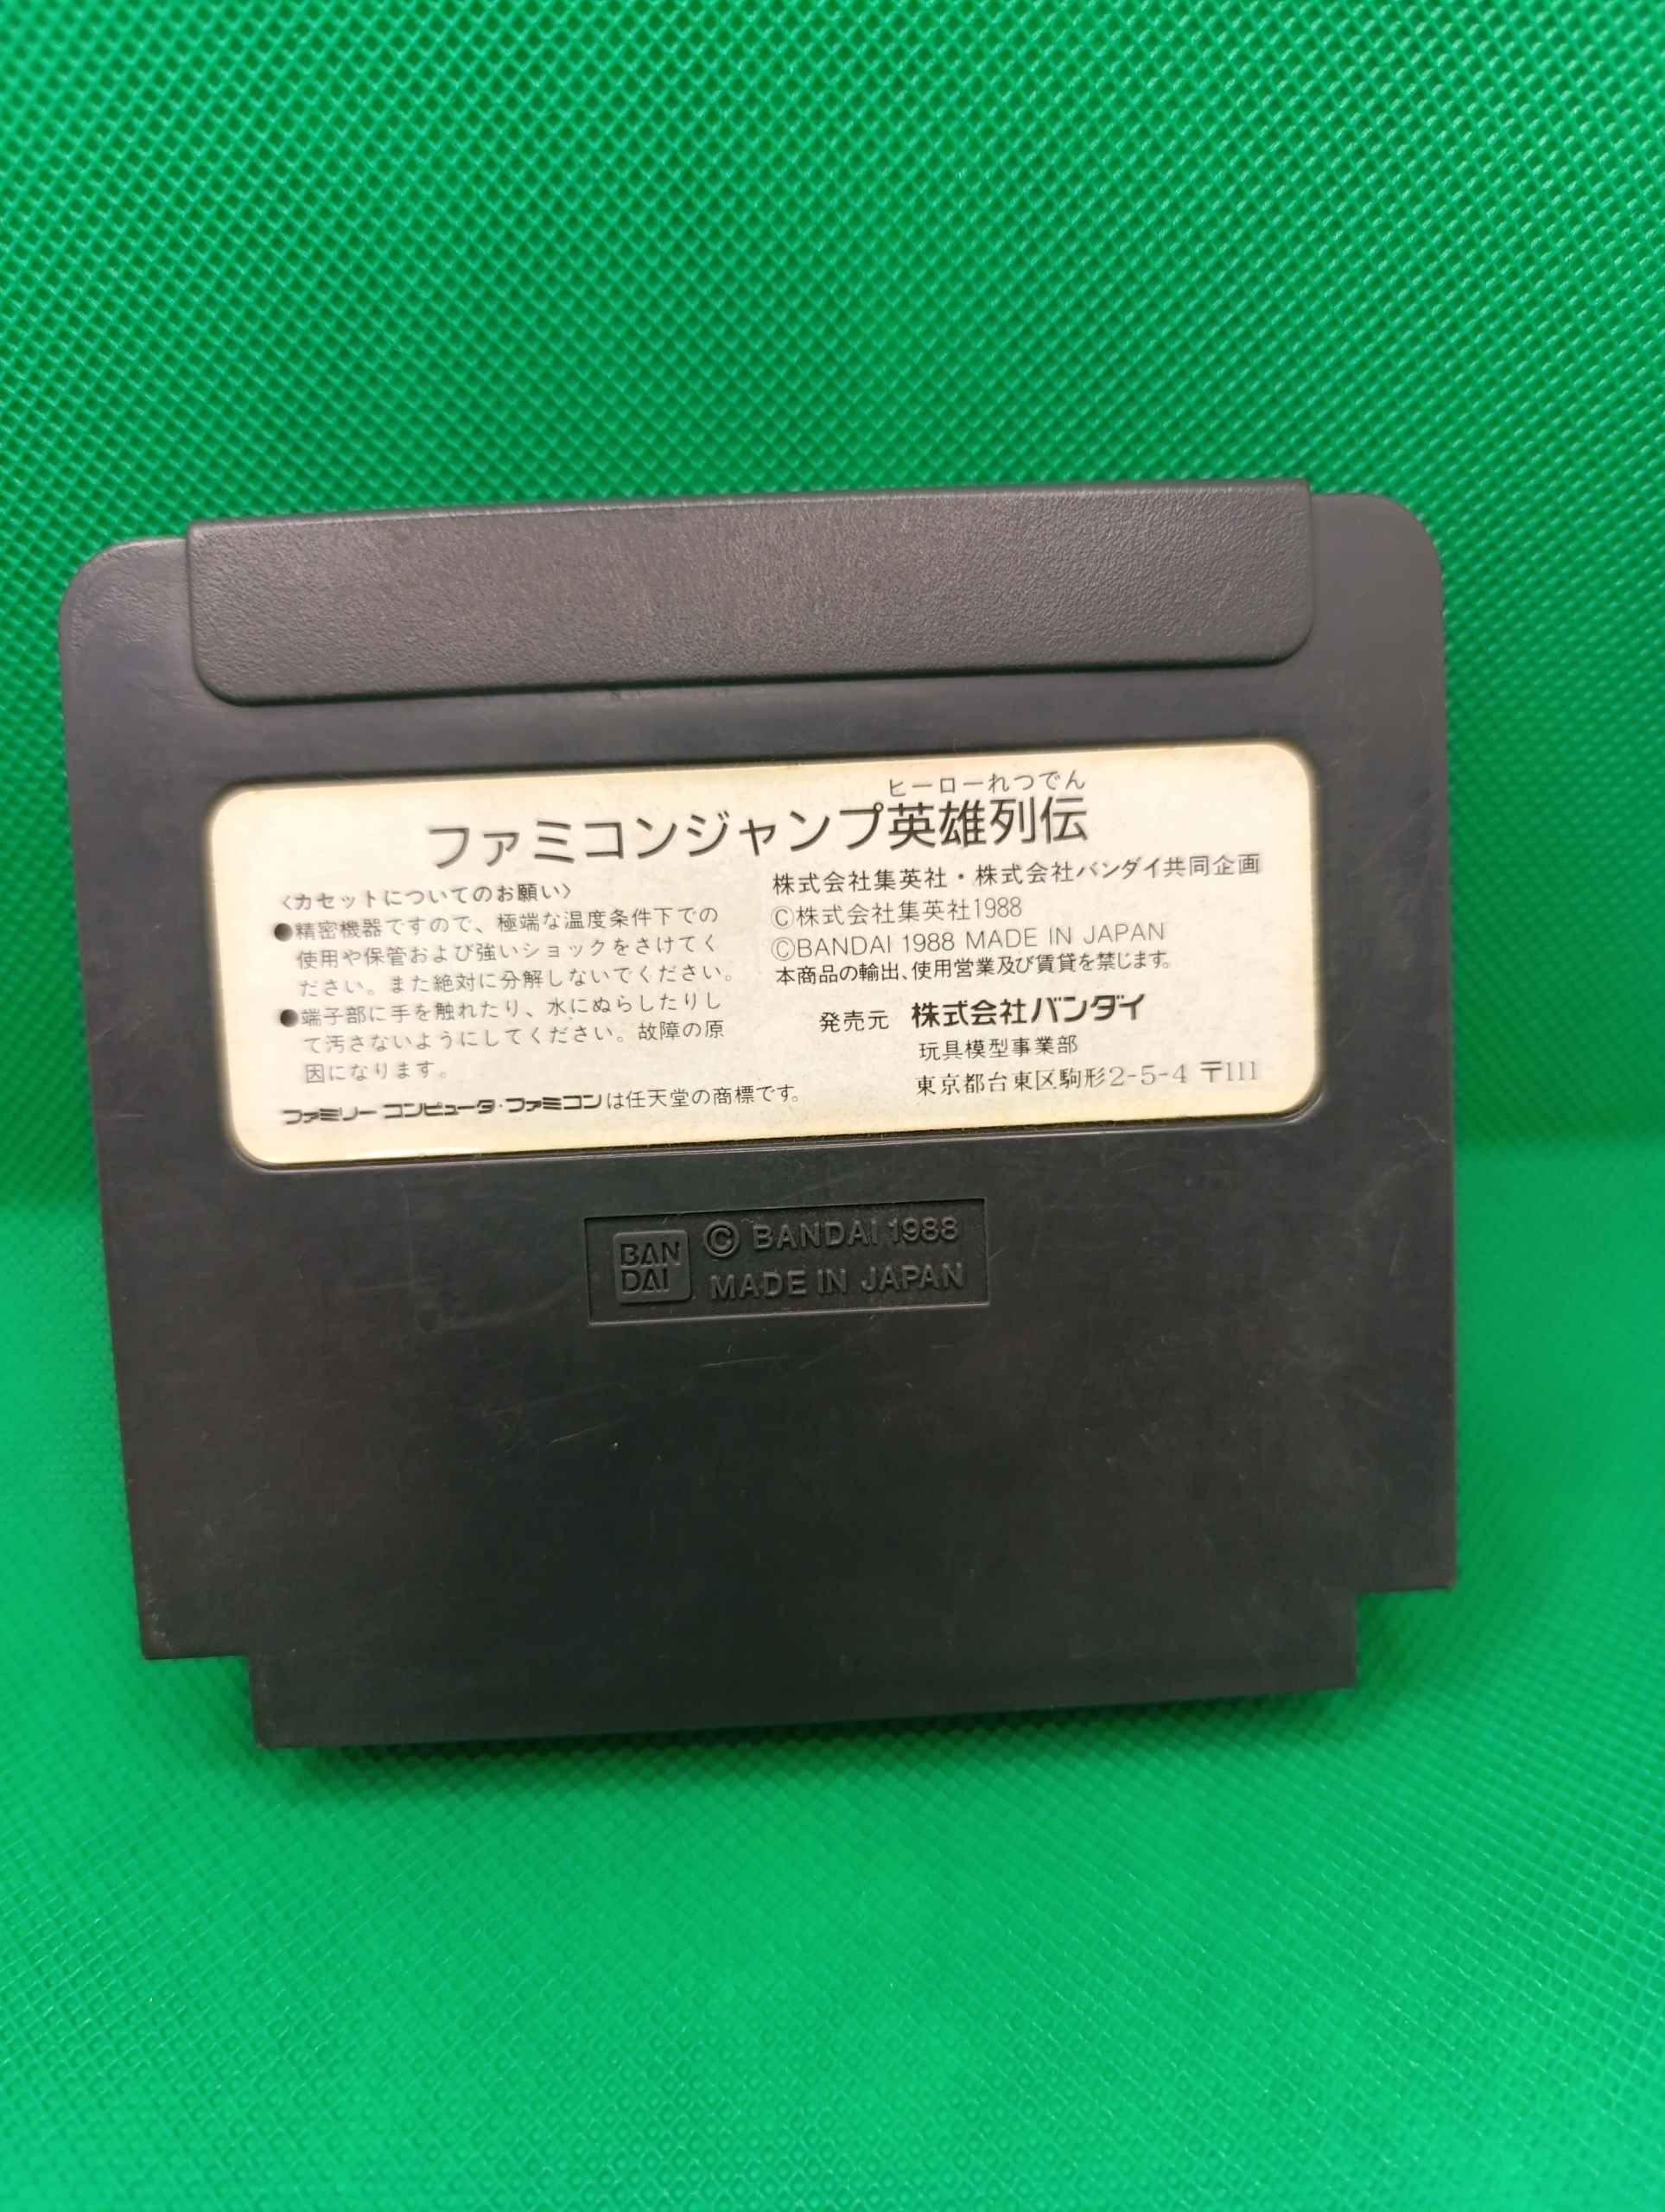 ヒーローれつでん
ファミコンジャンプ英雄列伝
〈カセットについてのお願い〉
●精密機器ですので、極端な温度条件下での
使用や保管および強いショックをさけてく
ださい。また絶対に分解しないでください。
●端子部に手を触れたり、水にぬらしたりし
て汚さないようにしてください。故障の原
因になります。
ファミリーコンピュータ・ファミコンは任天堂の商標です。
株式会社集英社・株式会社バンダイ共同企画
©株式会社集英社1988
©BANDAI 1988 MADE IN JAPAN
本商品の輸出、使用営業及び賃貸を禁じます。
発売元 株式会社バンダイ
玩具模型事業部
東京都台東区駒形2-5-4 〒111
BAN
DAI
© BANDAI 1988
MADE IN JAPAN